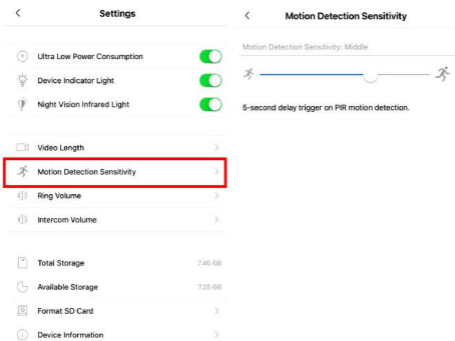 Settings
Ultra Low Power Consumption
Device Indicator Light
Night Vision Infrared Light
Video Length
Motion Detection Sensitivity
Ring Volume
Intercom Volume
Total Storage 7.46 GB
Available Storage 7.25 GB
Format SD Card
Device Information
Motion Detection Sensitivity
Motion Detection Sensitivity: Middle
5-second delay trigger on PIR motion detection.